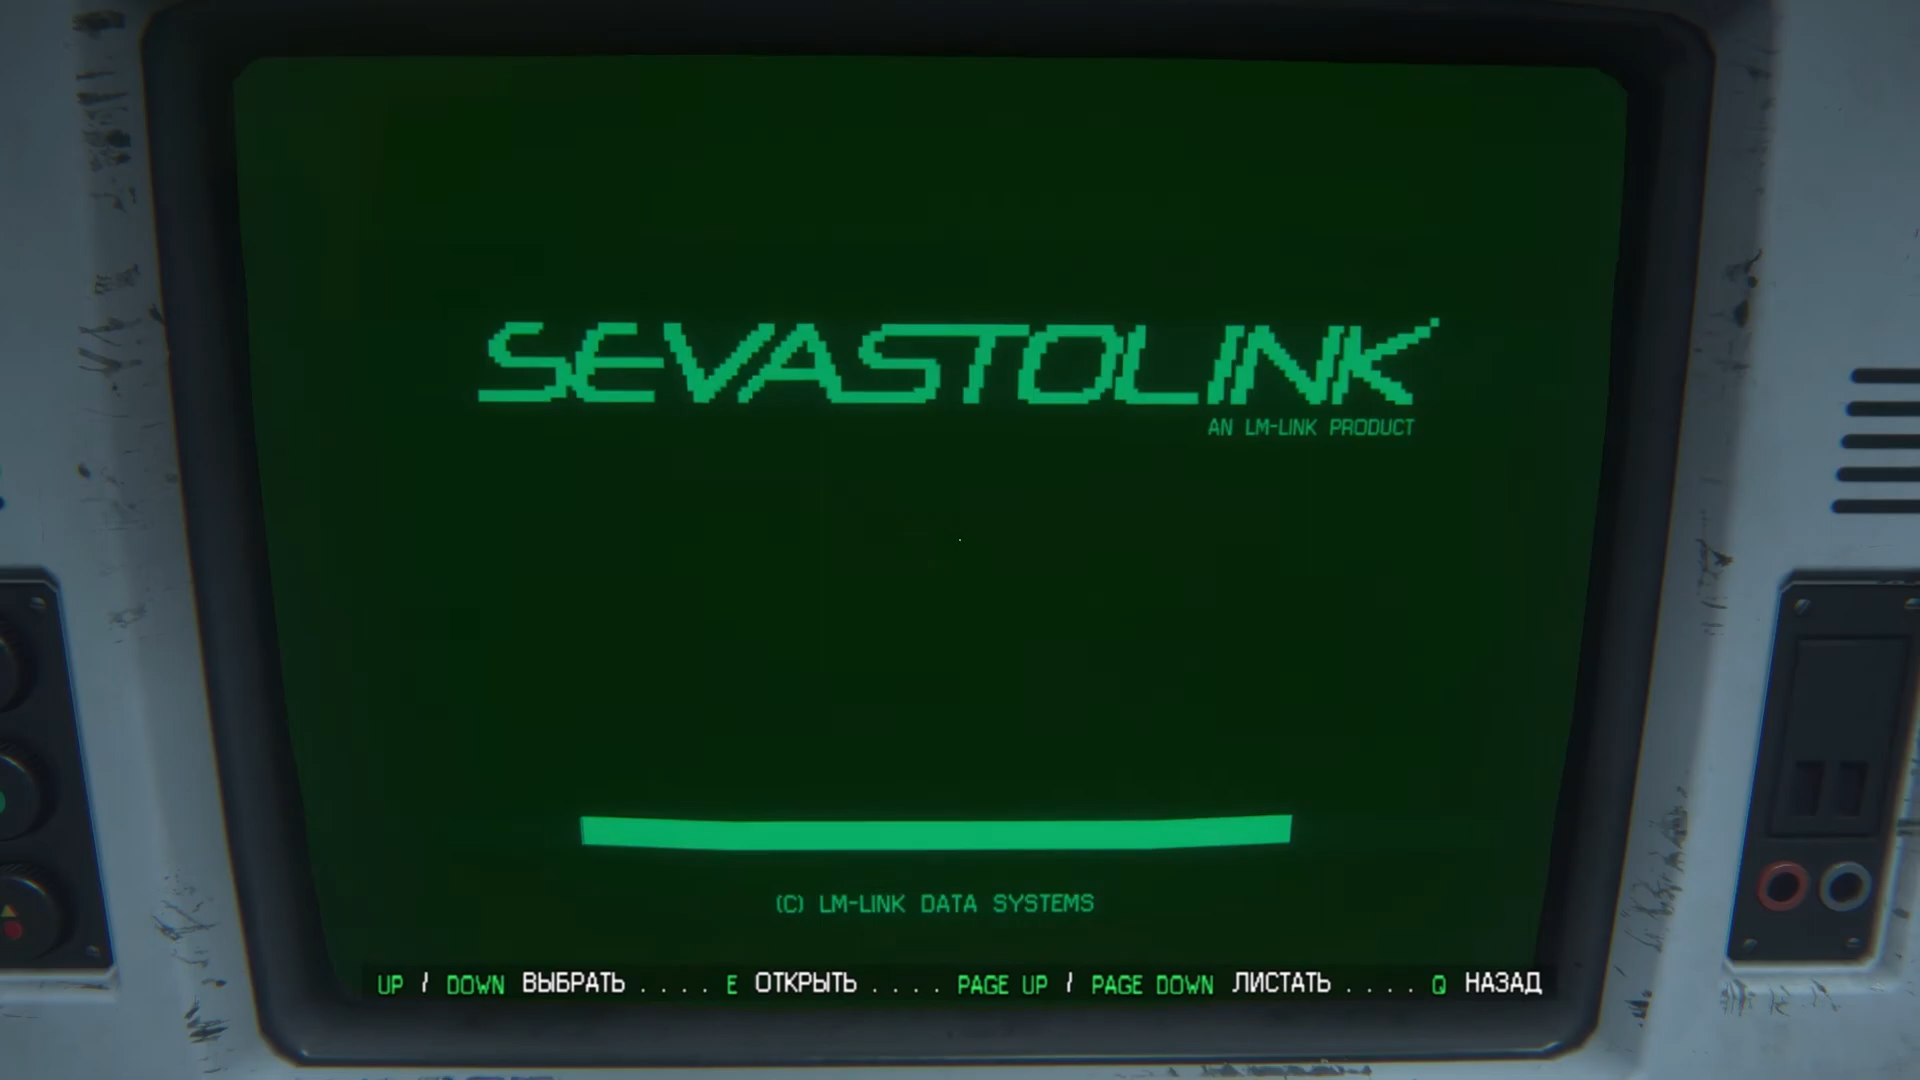 SEVASTOLINK
AN LM-LINK PRODUCT
(C) LM-LINK DATA SYSTEMS
UP / DOWN ВЫБРАТЬ .... E ОТКРЫТЬ .... PAGE UP / PAGE DOWN ЛИСТАТЬ .... Q НАЗАД